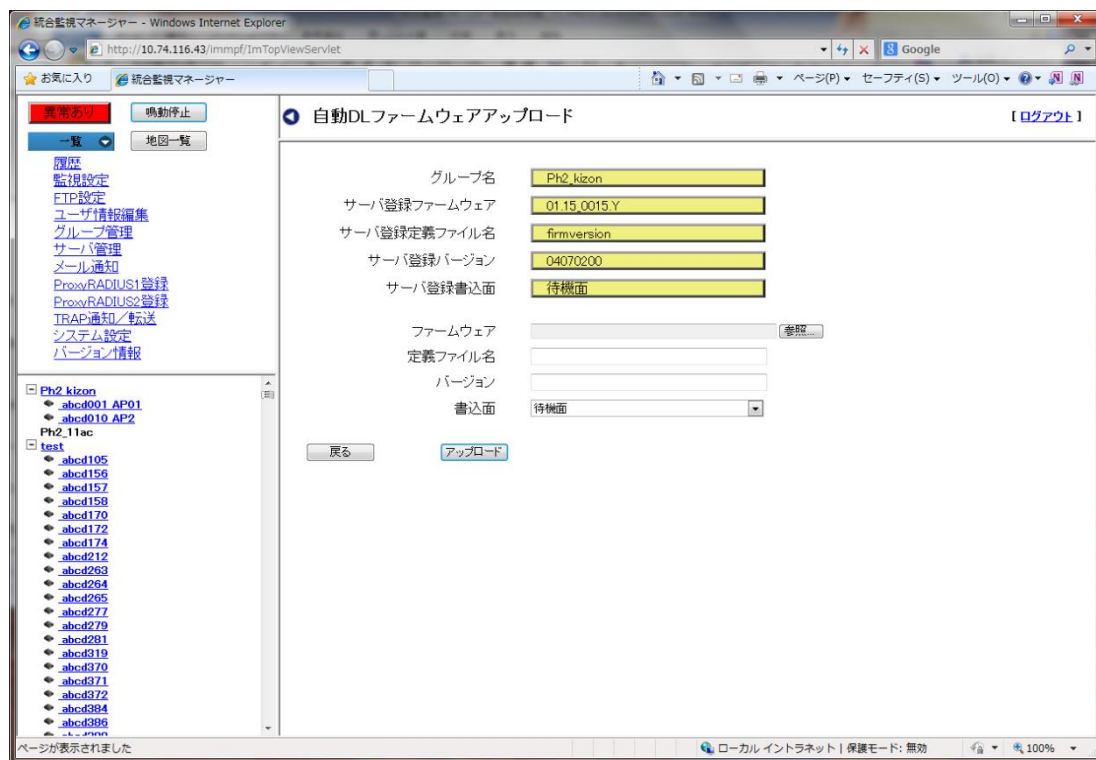 統合監視マネージャー - Windows Internet Explorer
http://10.74.116.43/immpf/ImTopViewServlet
Google
お気に入り
統合監視マネージャー
ページ(P)
セーフティ(S)
ツール(O)
異常あり
鳴動停止
一覧
地図一覧
履歴
監視設定
FTP設定
ユーザ情報編集
グループ管理
サーバ管理
メール通知
ProxyRADIUS1登録
ProxyRADIUS2登録
TRAP通知/転送
システム設定
バージョン情報
Ph2_kizon
abcd001_AP01
abcd010_AP2
Ph2_11ac
test
abcd105
abcd156
abcd157
abcd158
abcd170
abcd172
abcd174
abcd212
abcd263
abcd264
abcd265
abcd277
abcd279
abcd281
abcd319
abcd370
abcd371
abcd372
abcd384
abcd386
自動DLファームウェアアップロード
[ログアウト]
グループ名 Ph2_kizon
サーバ登録ファームウェア 01.15_0015.Y
サーバ登録定義ファイル名 firmversion
サーバ登録バージョン 04070200
サーバ登録書込面 待機面
ファームウェア 参照...
定義ファイル名
バージョン
書込面 待機面
戻る アップロード
ページが表示されました
ローカル イントラネット | 保護モード: 無効
100%